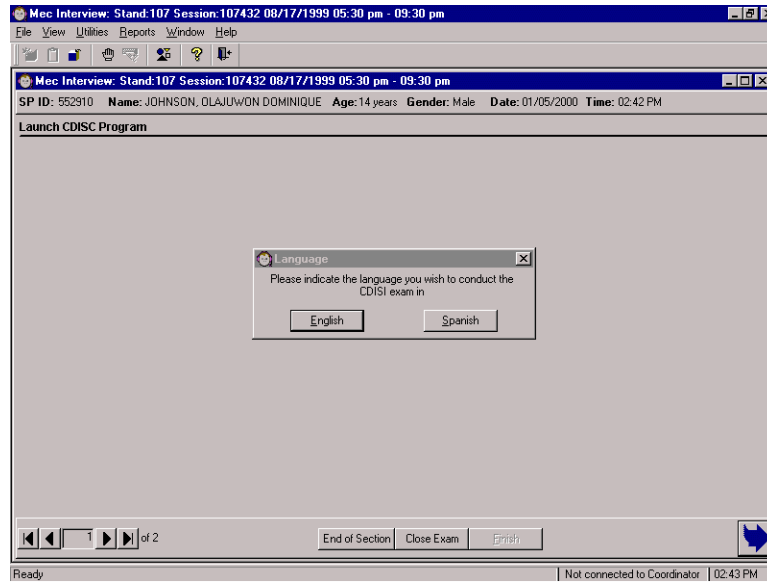 Mec Interview: Stand:107 Session:107432 08/17/1999 05:30 pm - 09:30 pm
File View Utilities Reports Window Help
Mec Interview: Stand:107 Session:107432 08/17/1999 05:30 pm - 09:30 pm
SP ID: 552910 Name: JOHNSON, OLAJUWON DOMINIQUE Age: 14 years Gender: Male Date: 01/05/2000 Time: 02:42 PM
Launch CDISC Program
Language
Please indicate the language you wish to conduct the
CDISI exam in
English Spanish
1 of 2 End of Section Close Exam Finish
Ready Not connected to Coordinator 02:43 PM